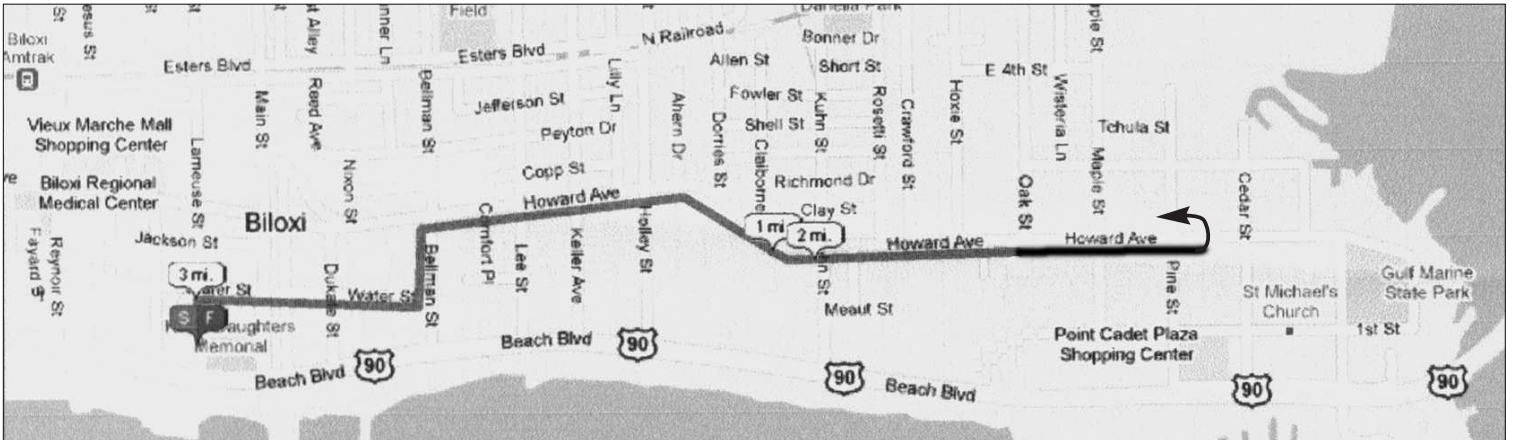 Field
Biloxi
Amtrak
Esters Blvd
Esters Blvd
N Railroad
Bonner Dr
Allen St
Short St
E 4th St
Main St
Reed Ave
Bellman St
Jefferson St
Lilly Ln
Fowler St
Kuhn St
Rosetti St
Crawford St
Hoxie St
Wisteria Ln
Vieux Marche Mall
Shopping Center
Lameuse St
Peyton Dr
Ahern Dr
Dorries St
Shell St
Claiborne
Tchula St
Biloxi Regional
Medical Center
Nixon St
Copp St
Richmond Dr
Oak St
Maple St
Cedar St
Howard Ave
Clay St
Biloxi
Jackson St
Fayard St
Reynoir St
Holley St
Lee St
Keller Ave
1 mi.
2 mi.
Howard Ave
Howard Ave
3 mi.
Water St
Bellman St
Pine St
Meaut St
St Michael's
Church
Gulf Marine
State Park
S F
Daughters
Memorial
Beach Blvd
90
Beach Blvd
90
90
Beach Blvd
Point Cadet Plaza
Shopping Center
1st St
90
90